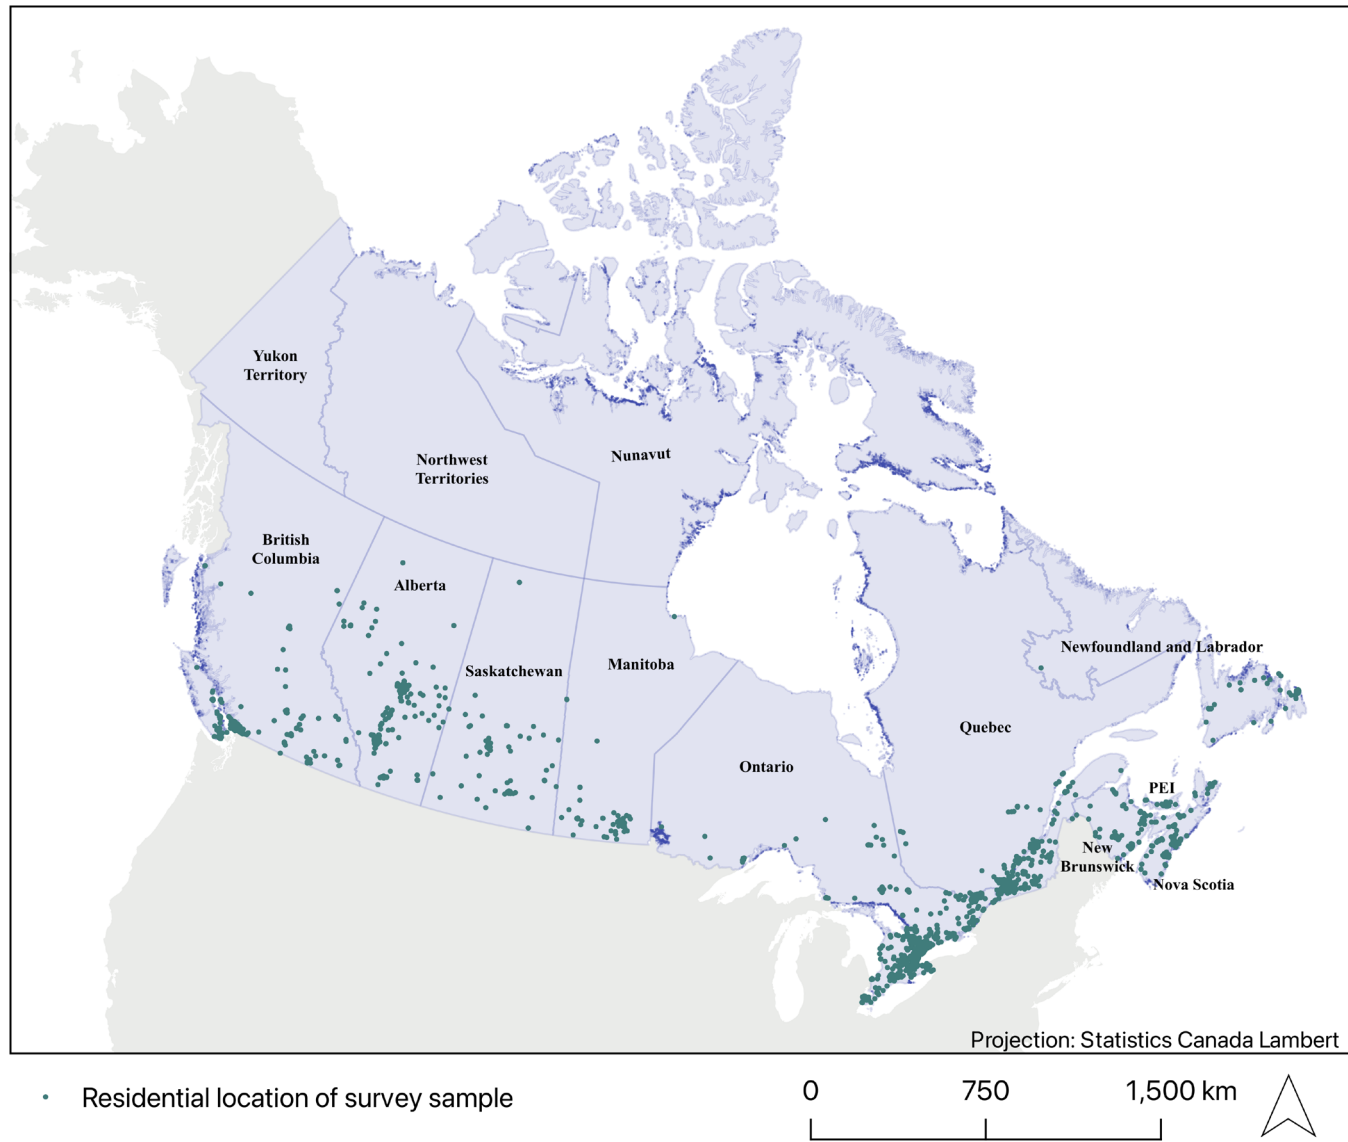 Yukon
Territory
Northwest
Territories
Nunavut
British
Columbia
Alberta
Saskatchewan
Manitoba
Newfoundland and Labrador
Quebec
Ontario
PEI
New
Brunswick
Nova Scotia
Projection: Statistics Canada Lambert
Residential location of survey sample
0 750 1,500 km